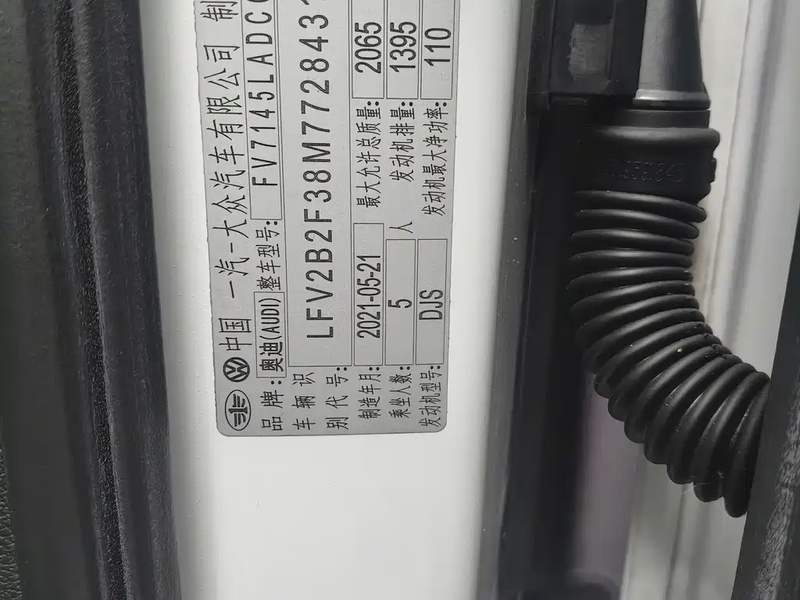 中国 一汽-大众汽车有限公司 制
品牌: 奥迪(AUDI) 整车型号: FV7145LADC
车辆识 LFV2B2F38M7728431
别代号:
制造年月: 2021-05-21 最大允许总质量: 2065
乘坐人数: 5 人 发动机排量: 1395
发动机型号: DJS 发动机最大净功率: 110